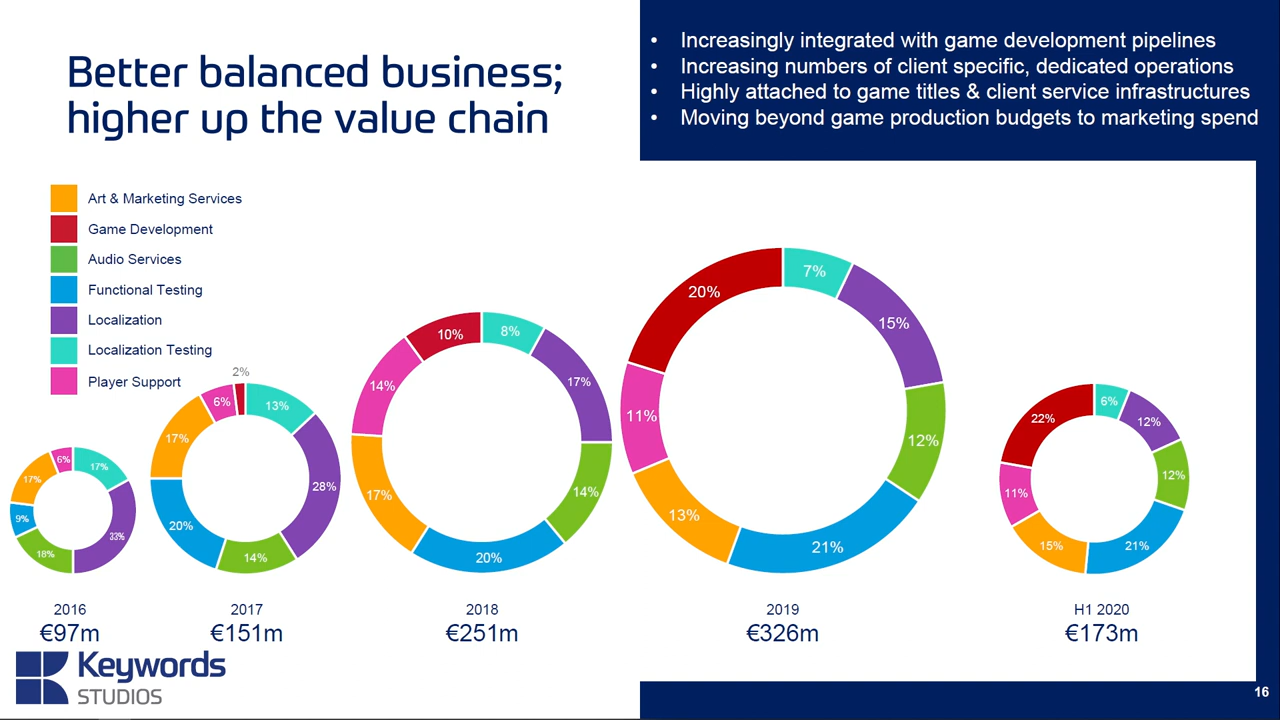 Better balanced business;
higher up the value chain
• Increasingly integrated with game development pipelines
• Increasing numbers of client specific, dedicated operations
• Highly attached to game titles & client service infrastructures
• Moving beyond game production budgets to marketing spend
Art & Marketing Services
Game Development
Audio Services
Functional Testing
Localization
Localization Testing
Player Support
17%
33%
18%
9%
17%
6%
2016
€97m
2%
13%
28%
14%
20%
17%
6%
2017
€151m
8%
17%
14%
20%
17%
14%
10%
2018
€251m
7%
15%
12%
21%
13%
11%
20%
2019
€326m
6%
12%
12%
21%
15%
11%
22%
H1 2020
€173m
Keywords
STUDIOS
16